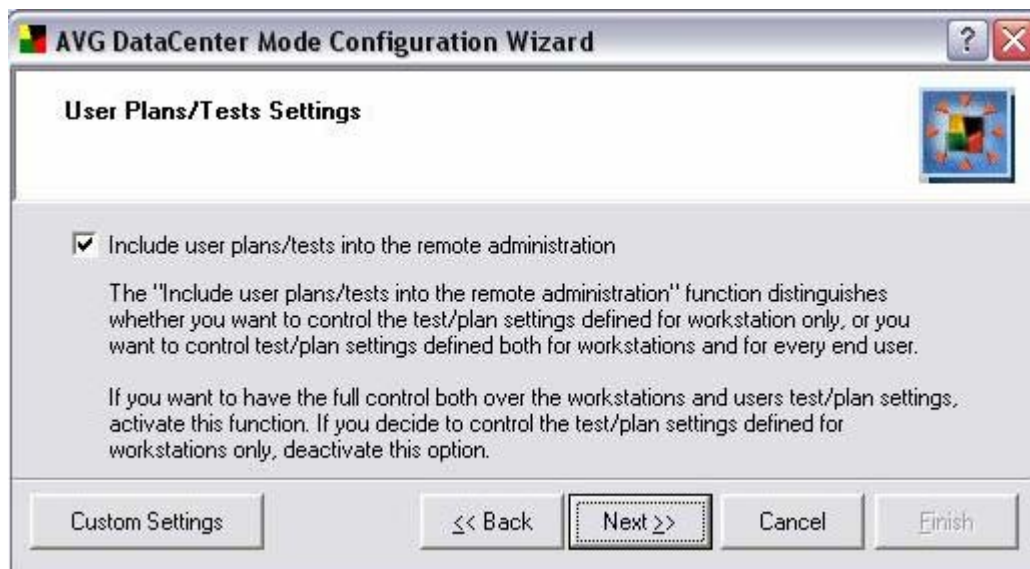 AVG DataCenter Mode Configuration Wizard
User Plans/Tests Settings
Include user plans/tests into the remote administration
The "Include user plans/tests into the remote administration" function distinguishes
whether you want to control the test/plan settings defined for workstation only, or you
want to control test/plan settings defined both for workstations and for every end user.
If you want to have the full control both over the workstations and users test/plan settings,
activate this function. If you decide to control the test/plan settings defined for
workstations only, deactivate this option.
Custom Settings << Back Next >> Cancel Finish